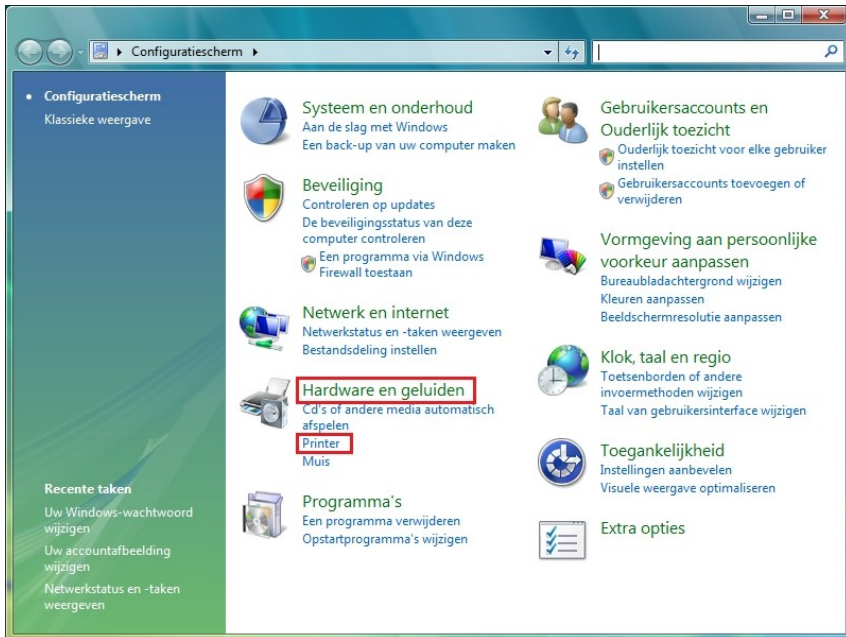 Configuratiescherm
Configuratiescherm
Klassieke weergave
Recente taken
Uw Windows-wachtwoord
wijzigen
Uw accountafbeelding
wijzigen
Netwerkstatus en -taken
weergeven
Systeem en onderhoud
Aan de slag met Windows
Een back-up van uw computer maken
Beveiliging
Controleren op updates
De beveiligingsstatus van deze
computer controleren
Een programma via Windows
Firewall toestaan
Netwerk en internet
Netwerkstatus en -taken weergeven
Bestandsdeling instellen
Hardware en geluiden
Cd's of andere media automatisch
afspelen
Printer
Muis
Programma's
Een programma verwijderen
Opstartprogramma's wijzigen
Gebruikersaccounts en
Ouderlijk toezicht
Ouderlijk toezicht voor elke gebruiker
instellen
Gebruikersaccounts toevoegen of
verwijderen
Vormgeving aan persoonlijke
voorkeur aanpassen
Bureaubladachtergrond wijzigen
Kleuren aanpassen
Beeldschermresolutie aanpassen
Klok, taal en regio
Toetsenborden of andere
invoermethoden wijzigen
Taal van gebruikersinterface wijzigen
Toegankelijkheid
Instellingen aanbevelen
Visuele weergave optimaliseren
Extra opties